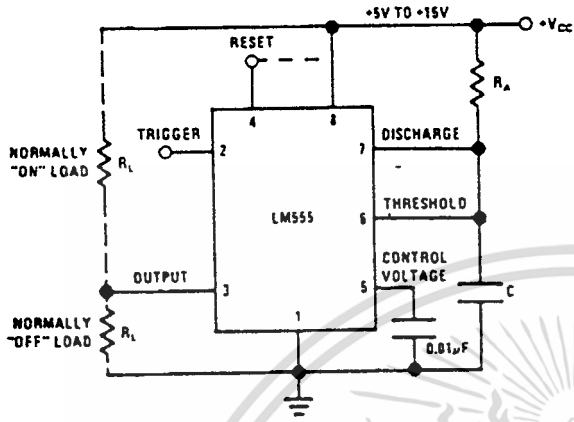 +5V TO +15V
+VCC
RESET
RA
4
8
TRIGGER
2
7
DISCHARGE
NORMALLY
"ON" LOAD
RL
LM555
6
THRESHOLD
CONTROL
VOLTAGE
OUTPUT
3
5
C
NORMALLY
"OFF" LOAD
RL
1
0.01μF